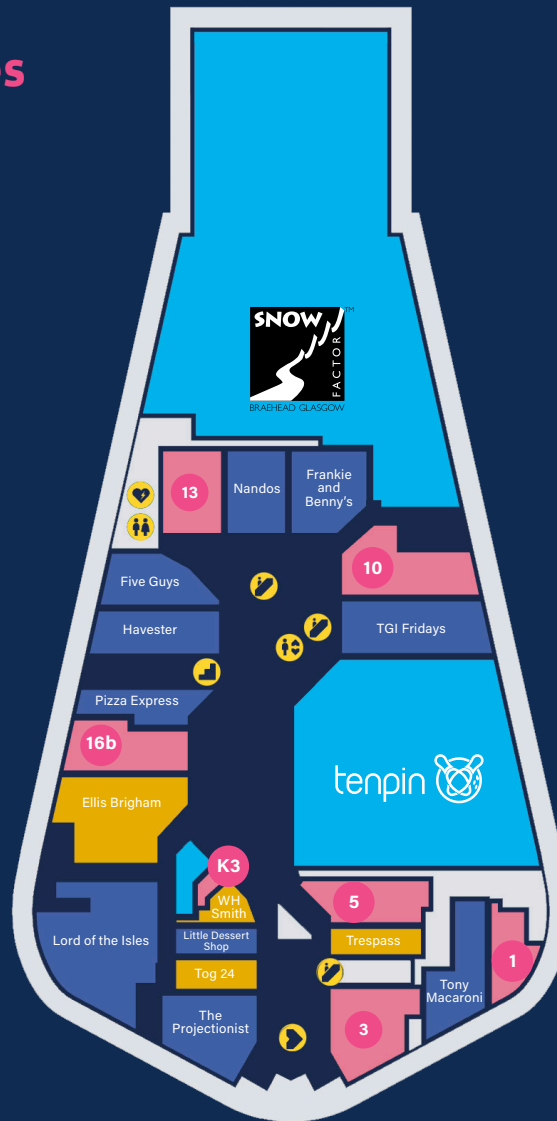 s
SNOW
FACTOR
TM
BRAEHEAD GLASGOW
13
Nandos
Frankie
and
Benny's
10
Five Guys
Havester
TGI Fridays
Pizza Express
16b
tenpin
Ellis Brigham
K3
WH
Smith
5
Lord of the Isles
Little Dessert
Shop
Trespass
1
Tog 24
Tony
Macaroni
The
Projectionist
3